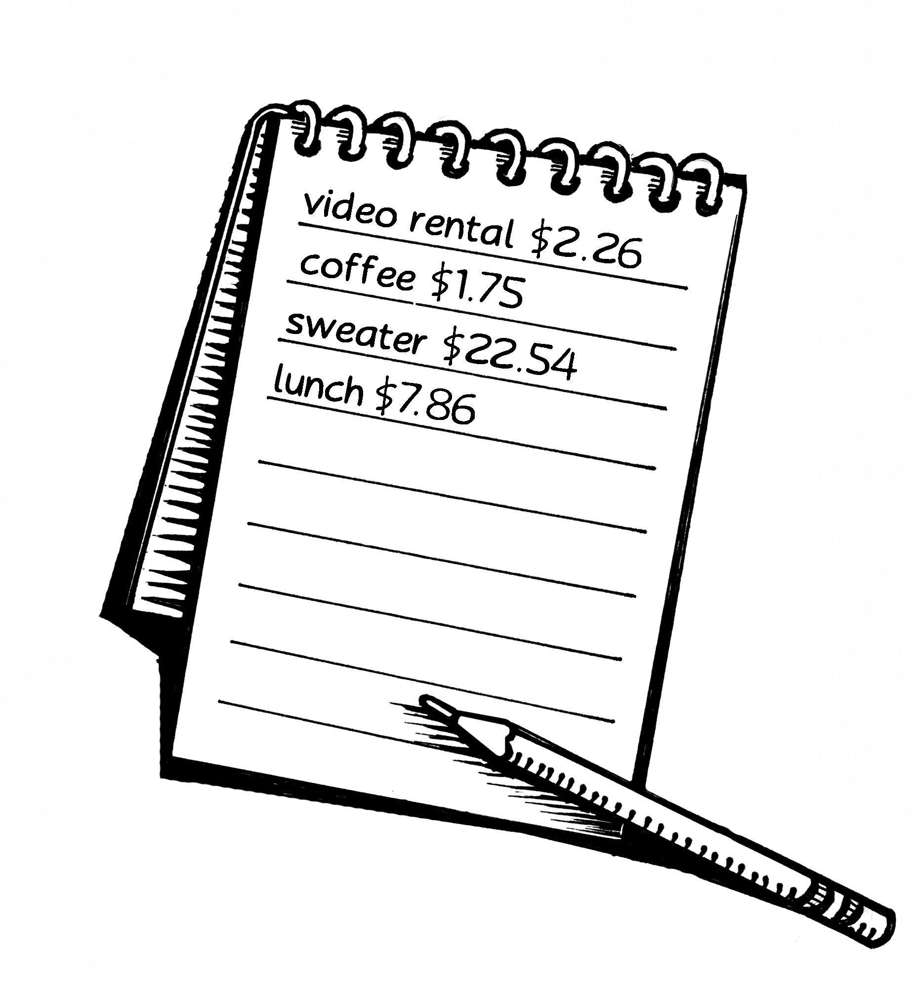 video rental $2.26
coffee $1.75
sweater $22.54
lunch $7.86